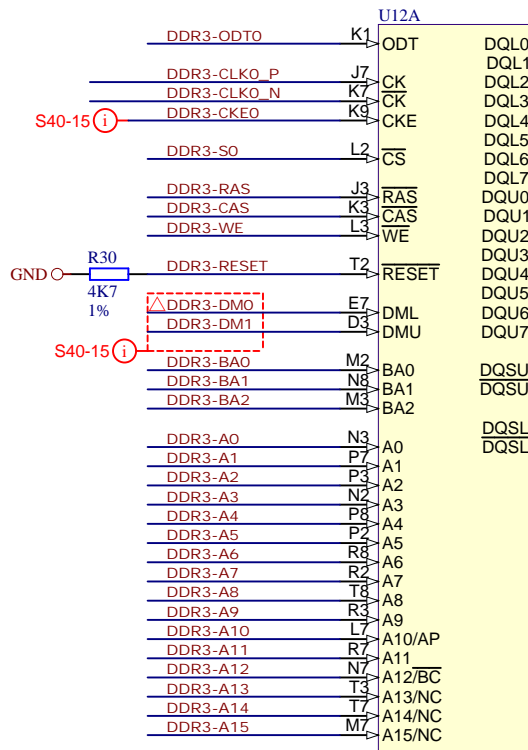 U12A
DDR3-ODT0 K1 ODT DQL0
DQL1
DDR3-CLK0_P J7 CK DQL2
DDR3-CLK0_N K7 CK DQL3
S40-15 i DDR3-CKE0 K9 CKE DQL4
DQL5
DDR3-S0 L2 CS DQL6
DQL7
DDR3-RAS J3 RAS DQU0
DDR3-CAS K3 CAS DQU1
DDR3-WE L3 WE DQU2
DQU3
GND R30 DDR3-RESET T2 RESET DQU4
4K7 DQU5
1% DDR3-DM0 E7 DML DQU6
DDR3-DM1 D3 DMU DQU7
S40-15 i
DDR3-BA0 M2 BA0 DQSU
DDR3-BA1 N8 BA1 DQSU
DDR3-BA2 M3 BA2
DQSL
DDR3-A0 N3 A0 DQSL
DDR3-A1 P7 A1
DDR3-A2 P3 A2
DDR3-A3 N2 A3
DDR3-A4 P8 A4
DDR3-A5 P2 A5
DDR3-A6 R8 A6
DDR3-A7 R2 A7
DDR3-A8 T8 A8
DDR3-A9 R3 A9
DDR3-A10 L7 A10/AP
DDR3-A11 R7 A11
DDR3-A12 N7 A12/BC
DDR3-A13 T3 A13/NC
DDR3-A14 T7 A14/NC
DDR3-A15 M7 A15/NC